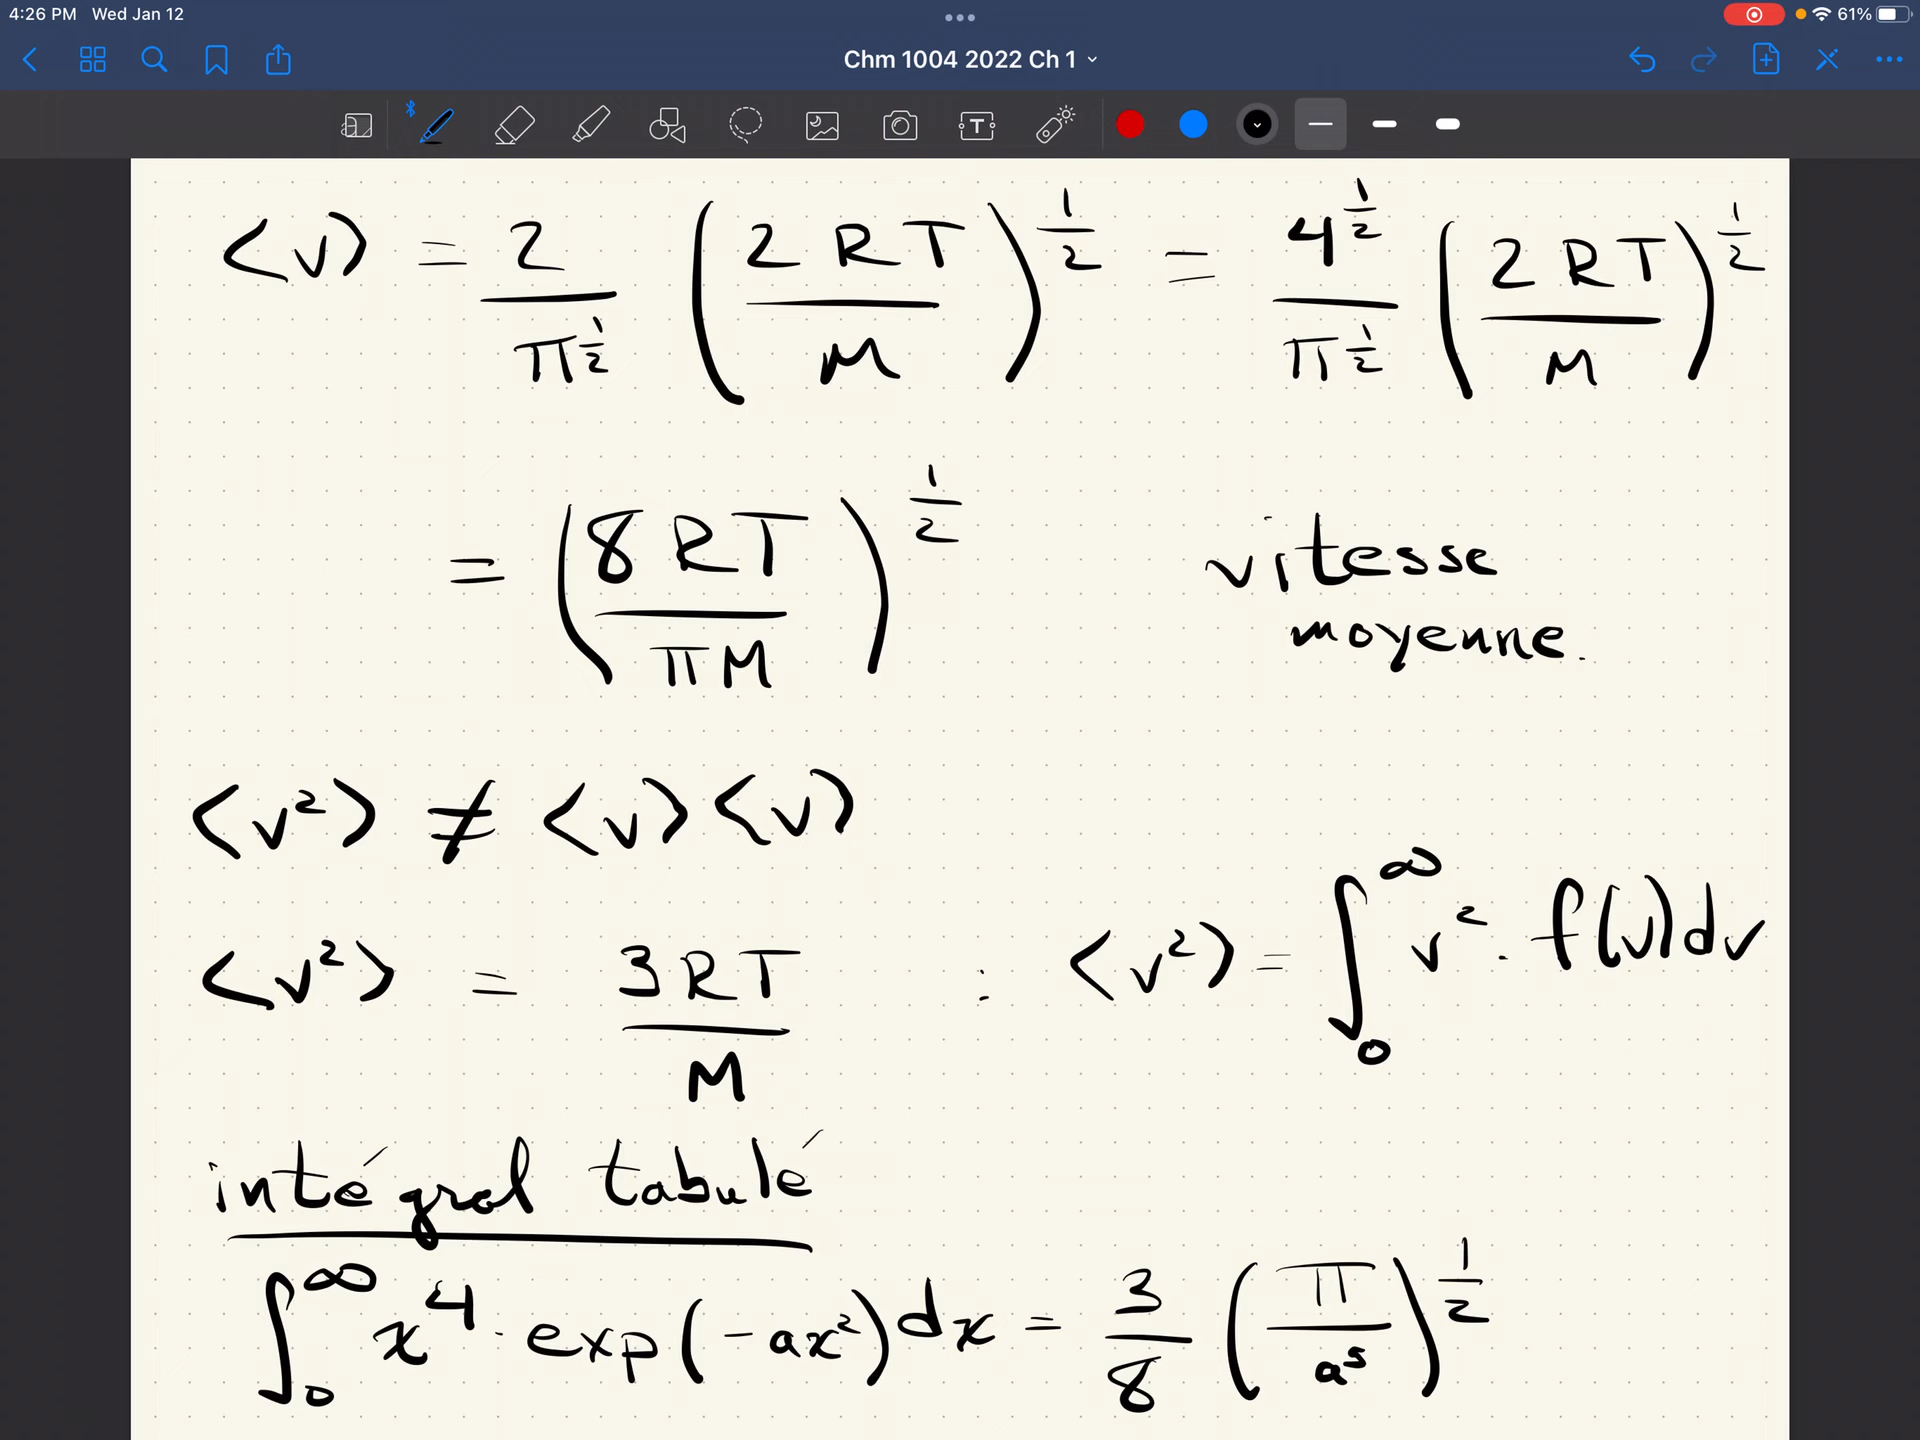 4:26 PM Wed Jan 12
61%
Chm 1004 2022 Ch 1
<v> = 2/π^(1/2) (2RT/M)^(1/2) = 4^(1/2)/π^(1/2) (2RT/M)^(1/2)
= (8RT/πM)^(1/2) vitesse
moyenne.
<v²> ≠ <v><v>
<v²> = 3RT/M : <v²> = ∫₀^∞ v² · f(v)dv
intégral tabulé
∫₀^∞ x⁴ · exp(-ax²)dx = 3/8 (π/a⁵)^(1/2)